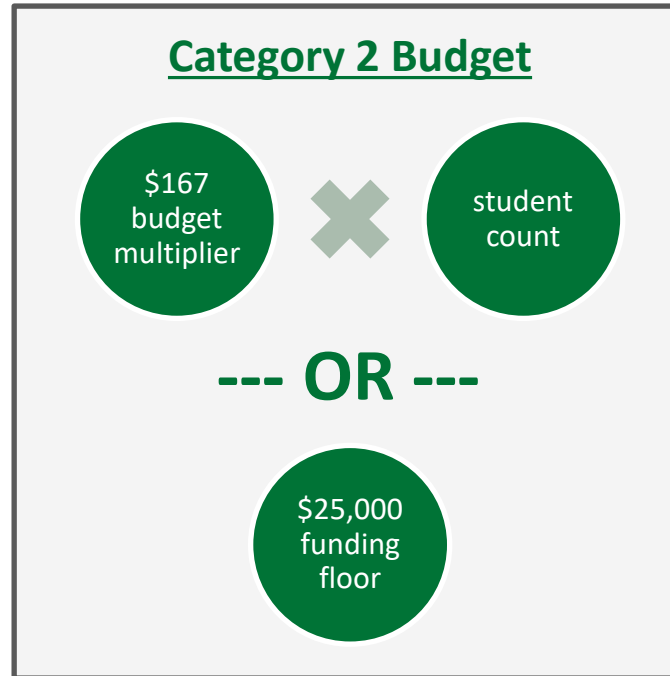 Category 2 Budget
$167
budget
multiplier
student
count
--- OR ---
$25,000
funding
floor